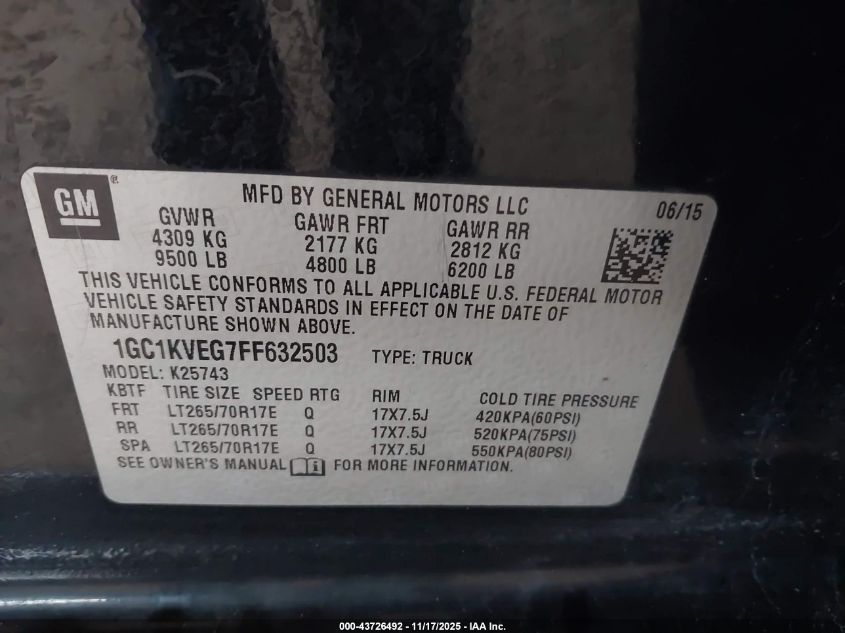 GM ®
MFD BY GENERAL MOTORS LLC 06/15
GVWR GAWR FRT GAWR RR
4309 KG 2177 KG 2812 KG
9500 LB 4800 LB 6200 LB
THIS VEHICLE CONFORMS TO ALL APPLICABLE U.S. FEDERAL MOTOR
VEHICLE SAFETY STANDARDS IN EFFECT ON THE DATE OF
MANUFACTURE SHOWN ABOVE.
1GC1KVEG7FF632503 TYPE: TRUCK
MODEL: K25743
KBTF TIRE SIZE SPEED RTG RIM COLD TIRE PRESSURE
FRT LT265/70R17E Q 17X7.5J 420KPA(60PSI)
RR LT265/70R17E Q 17X7.5J 520KPA(75PSI)
SPA LT265/70R17E Q 17X7.5J 550KPA(80PSI)
SEE OWNER'S MANUAL FOR MORE INFORMATION.
000-43726492 - 11/17/2025 - IAA Inc.